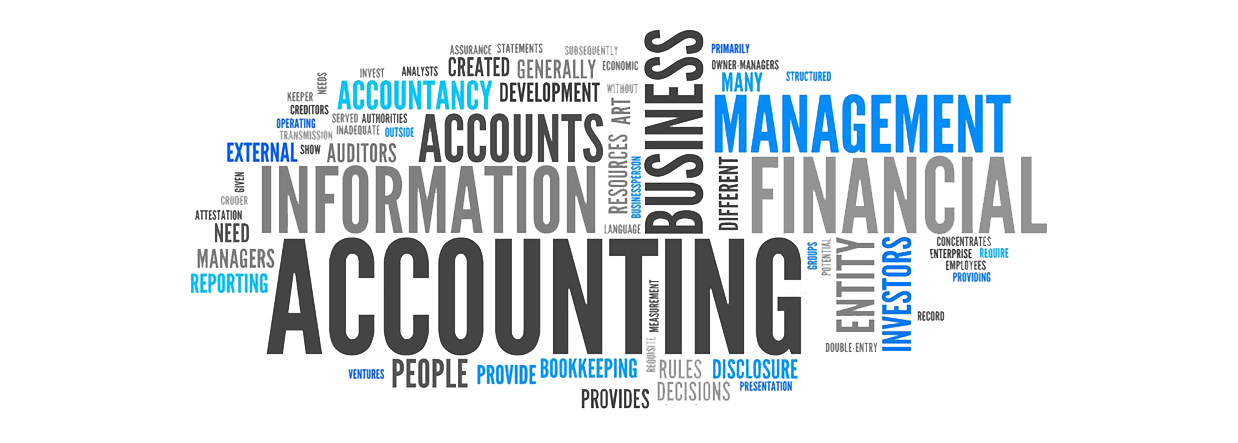 ASSURANCE
STATEMENTS
SUBSEQUENTLY
PRIMARILY
INVEST
ANALYSTS
CREATED
GENERALLY
ECONOMIC
BUSINESS
OWNER-MANAGERS
NEEDS
MANY
STRUCTURED
KEEPER
ACCOUNTANCY
DEVELOPMENT
WITHOUT
CREDITORS
SERVED
AUTHORITIES
ART
MANAGEMENT
OPERATING
TRANSMISSION
INADEQUATE
OUTSIDE
ACCOUNTS
EXTERNAL
SHOW
AUDITORS
RESOURCES
BUSINESSPERSON
DIFFERENT
FINANCIAL
GIVEN
INFORMATION
CRUDER
ATTESTATION
NEED
LANGUAGE
MANAGERS
REPORTING
ACCOUNTING
GROUPS
POTENTIAL
ENTITY
INVESTORS
CONCENTRATES
ENTERPRISE
REQUIRE
EMPLOYEES
PROVIDING
MEASUREMENT
RECORD
REQUISITE
DOUBLE-ENTRY
VENTURES
PEOPLE
PROVIDE
BOOKKEEPING
RULES
DISCLOSURE
PRESENTATION
PROVIDES
DECISIONS